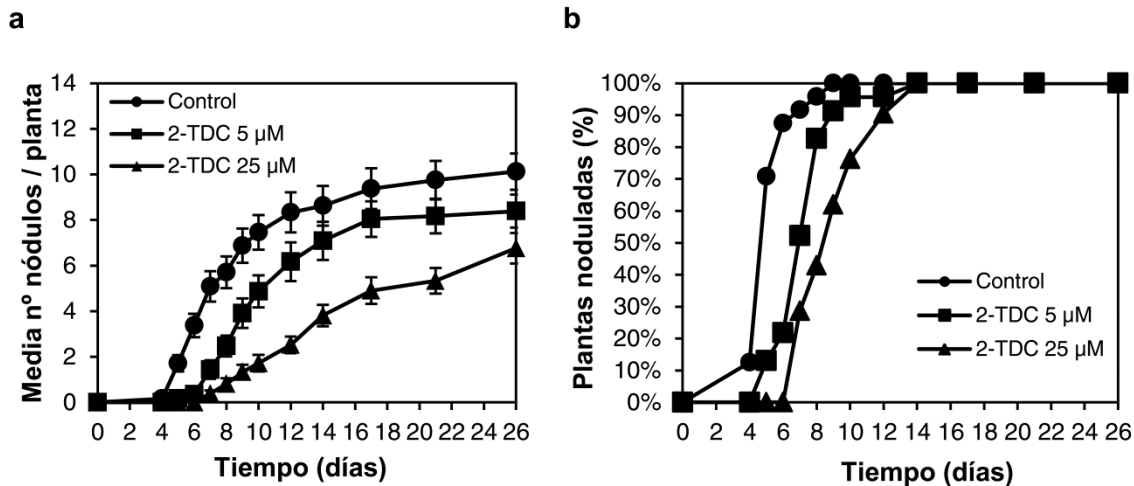 a
14
12
10
8
6
4
2
0
Media nº nódulos / planta
Control
2-TDC 5 µM
2-TDC 25 µM
0 2 4 6 8 10 12 14 16 18 20 22 24 26
Tiempo (días)
b
100%
90%
80%
70%
60%
50%
40%
30%
20%
10%
0%
Plantas noduladas (%)
Control
2-TDC 5 µM
2-TDC 25 µM
0 2 4 6 8 10 12 14 16 18 20 22 24 26
Tiempo (días)